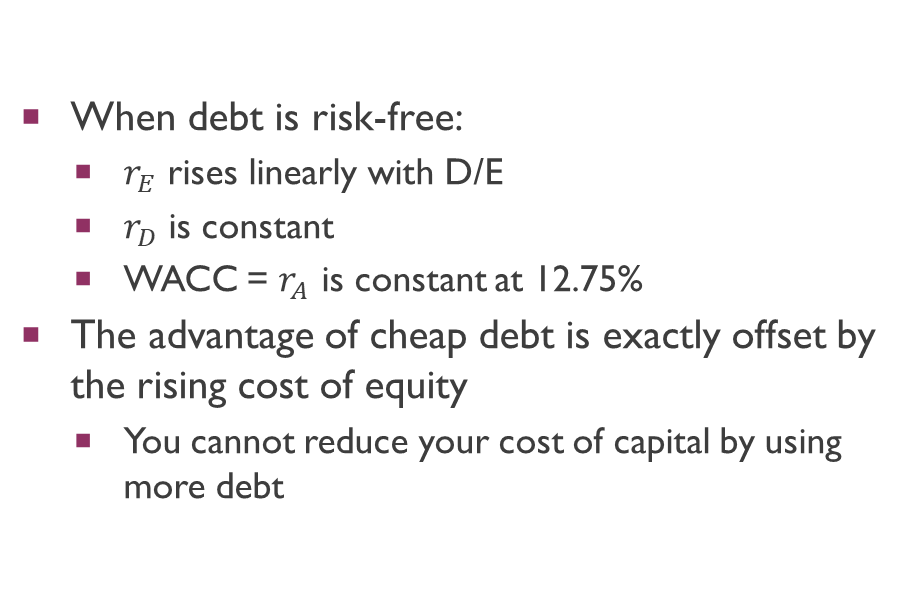 ▪ When debt is risk-free:
▪ r_E rises linearly with D/E
▪ r_D is constant
▪ WACC = r_A is constant at 12.75%
▪ The advantage of cheap debt is exactly offset by
the rising cost of equity
▪ You cannot reduce your cost of capital by using
more debt